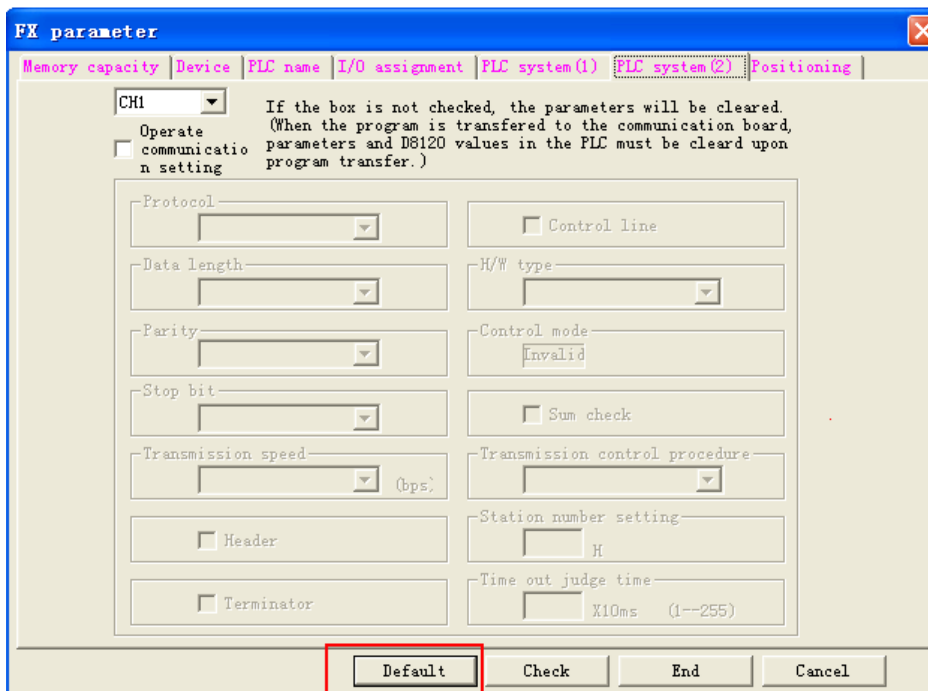 FX parameter
Memory capacity Device PLC name I/O assignment PLC system(1) PLC system(2) Positioning
CH1
If the box is not checked, the parameters will be cleared.
(When the program is transfered to the communication board,
parameters and D8120 values in the PLC must be cleard upon
program transfer.)
Operate
communicatio
n setting
Protocol
Control line
Data length
H/W type
Parity
Control mode
Invalid
Stop bit
Sum check
Transmission speed
(bps)
Transmission control procedure
Header
Station number setting
H
Terminator
Time out judge time
X10ms (1--255)
Default Check End Cancel